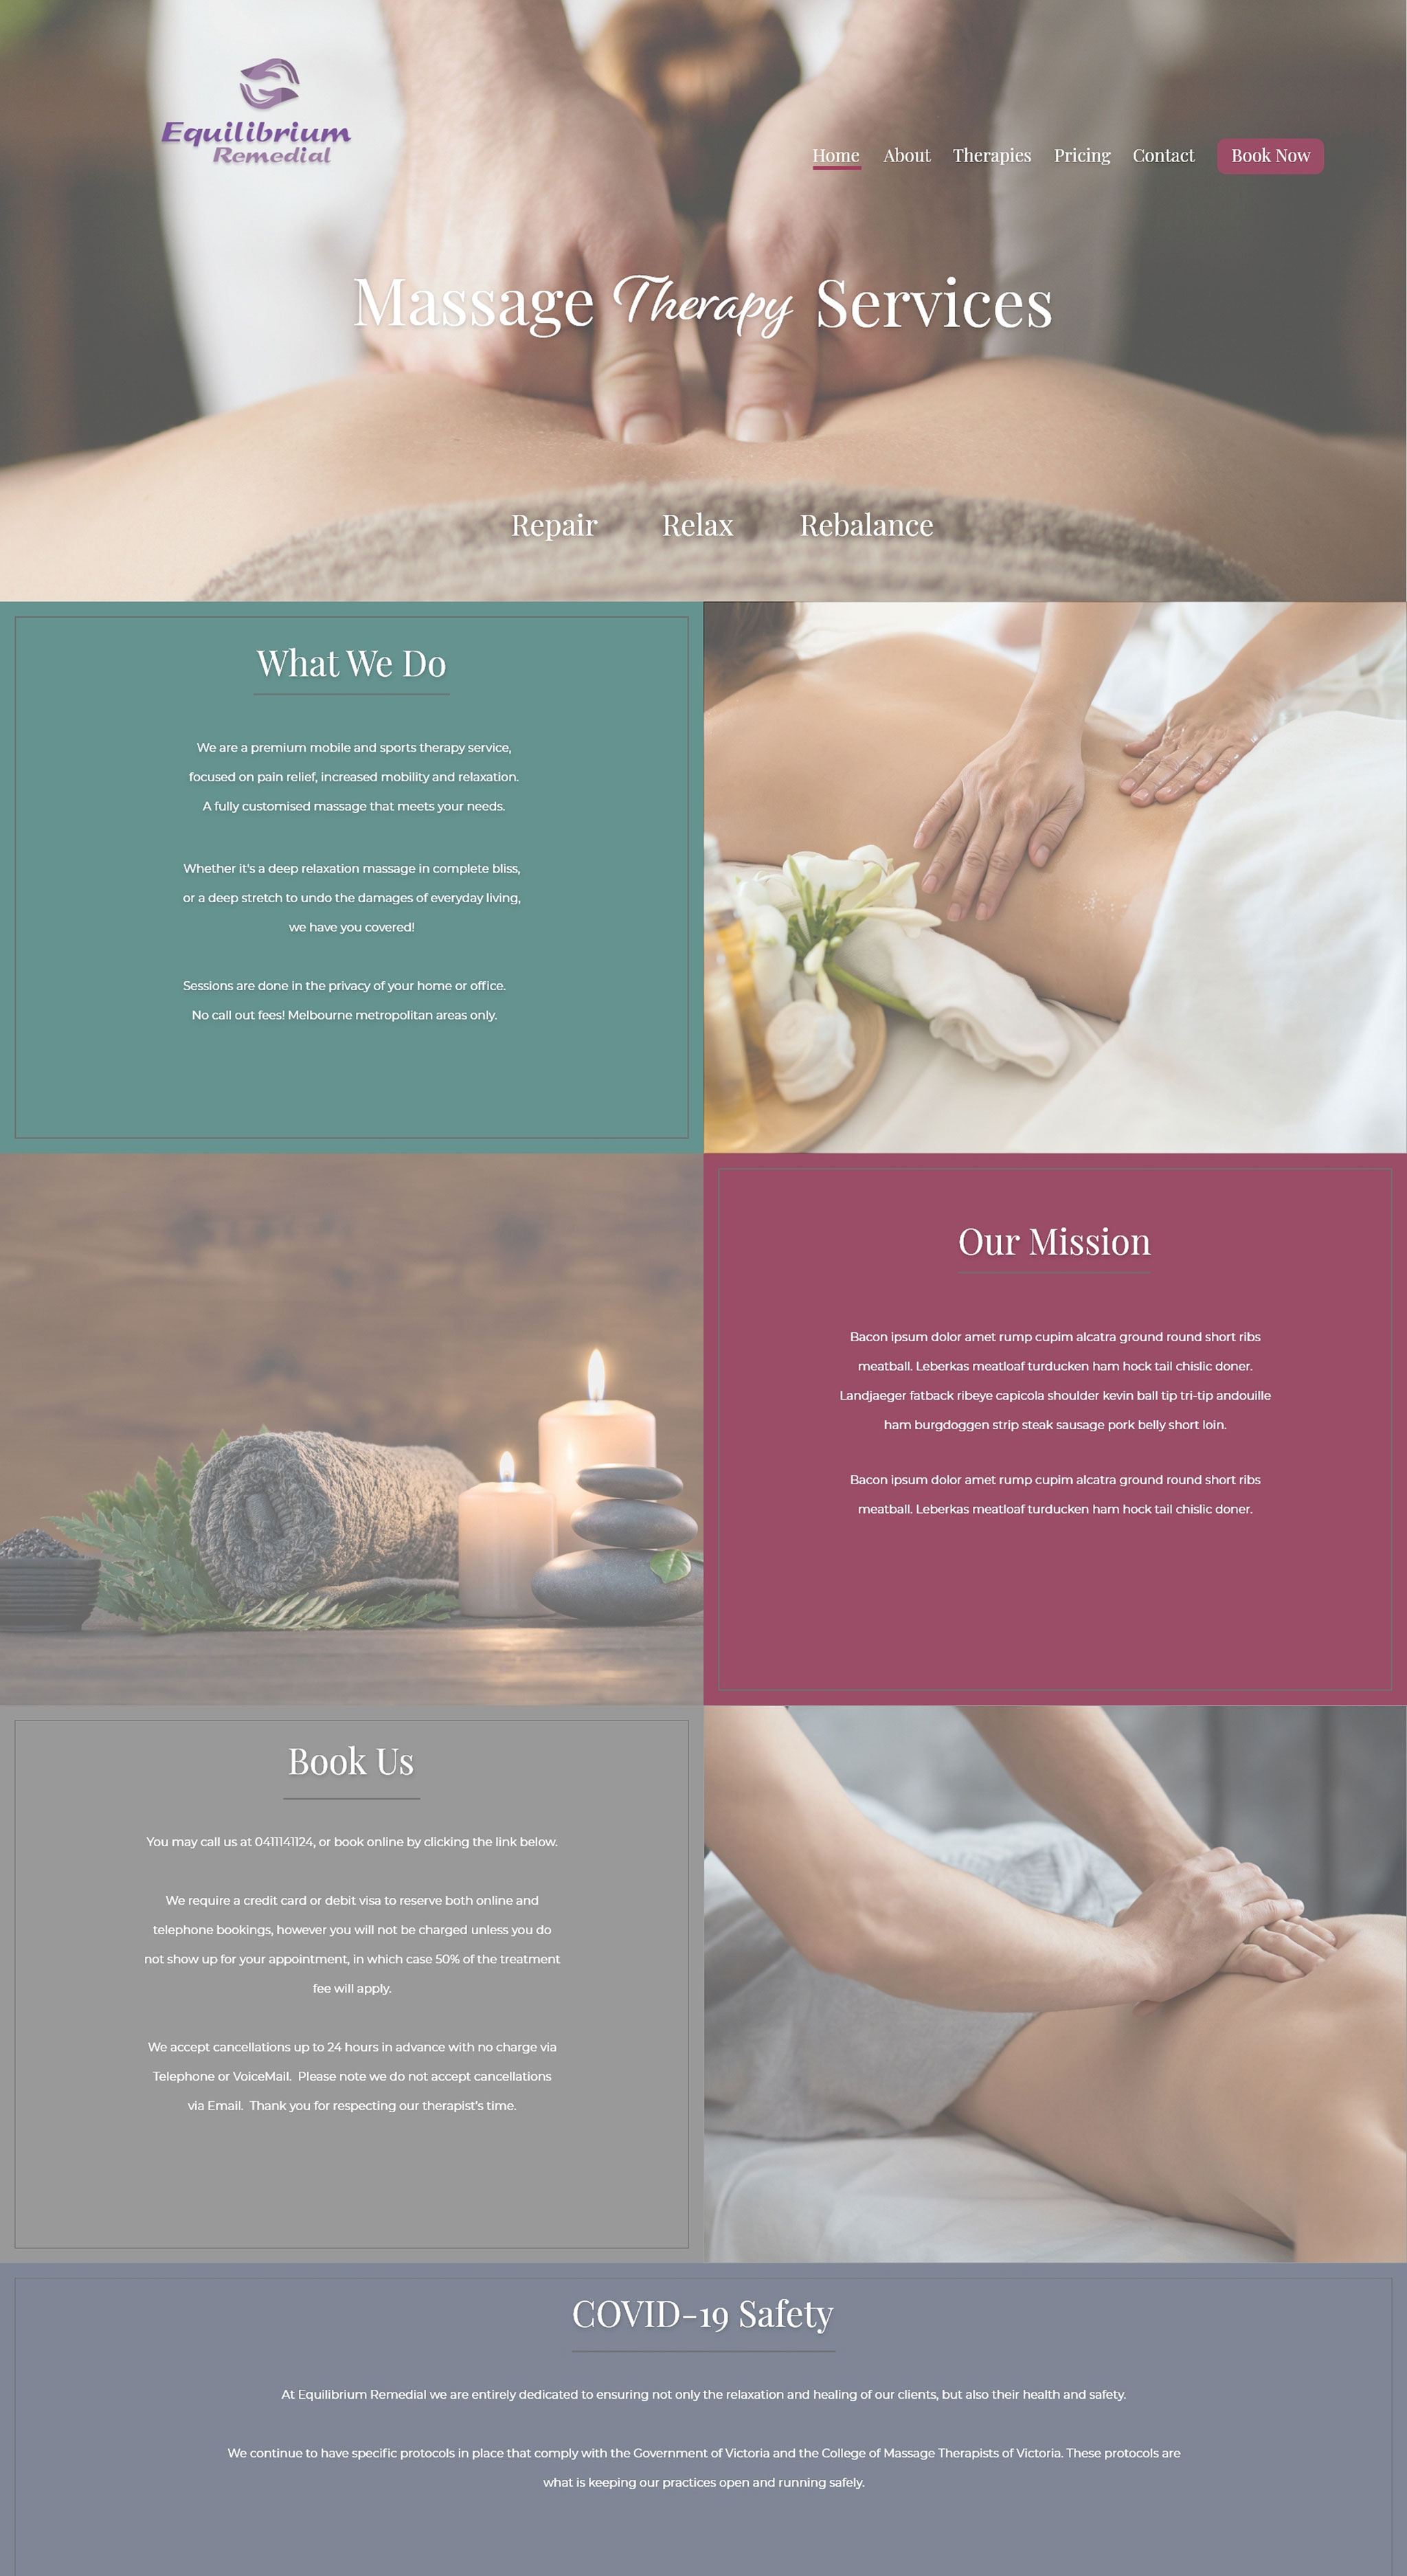 Equilibrium
Remedial
Home About Therapies Pricing Contact Book Now
Massage Therapy Services
Repair Relax Rebalance
What We Do
We are a premium mobile and sports therapy service,
focused on pain relief, increased mobility and relaxation.
A fully customised massage that meets your needs.
Whether it's a deep relaxation massage in complete bliss,
or a deep stretch to undo the damages of everyday living,
we have you covered!
Sessions are done in the privacy of your home or office.
No call out fees! Melbourne metropolitan areas only.
Our Mission
Bacon ipsum dolor amet rump cupim alcatra ground round short ribs
meatball. Leberkas meatloaf turducken ham hock tail chislic doner.
Landjaeger fatback ribeye capicola shoulder kevin ball tip tri-tip andouille
ham burgdoggen strip steak sausage pork belly short loin.
Bacon ipsum dolor amet rump cupim alcatra ground round short ribs
meatball. Leberkas meatloaf turducken ham hock tail chislic doner.
Book Us
You may call us at 0411141124, or book online by clicking the link below.
We require a credit card or debit visa to reserve both online and
telephone bookings, however you will not be charged unless you do
not show up for your appointment, in which case 50% of the treatment
fee will apply.
We accept cancellations up to 24 hours in advance with no charge via
Telephone or VoiceMail. Please note we do not accept cancellations
via Email. Thank you for respecting our therapist's time.
COVID-19 Safety
At Equilibrium Remedial we are entirely dedicated to ensuring not only the relaxation and healing of our clients, but also their health and safety.
We continue to have specific protocols in place that comply with the Government of Victoria and the College of Massage Therapists of Victoria. These protocols are
what is keeping our practices open and running safely.